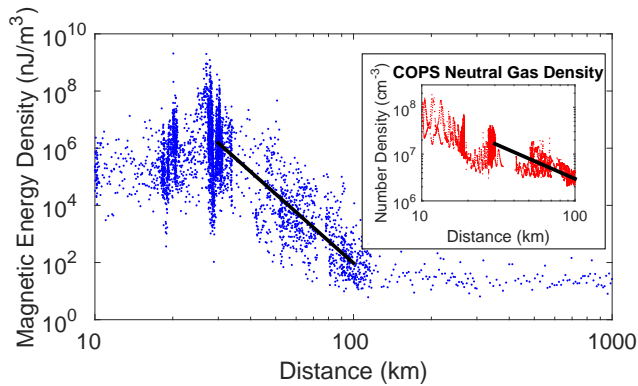 10^10
10^8
10^6
10^4
10^2
10^0
Magnetic Energy Density (nJ/m^3)
10
100
1000
Distance (km)
COPS Neutral Gas Density
10^8
10^7
10^6
Number Density (cm^-3)
10
100
Distance (km)